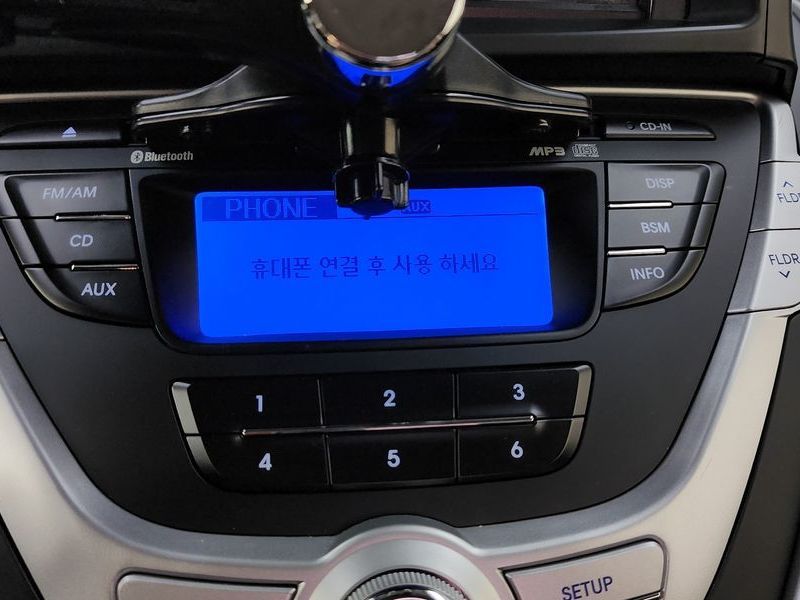 CD-IN
Bluetooth
MP3
FM/AM
DISP
FLDR
PHONE
AUX
CD
BSM
휴대폰 연결 후 사용 하세요
AUX
INFO
FLDR
1 2 3
4 5 6
SETUP